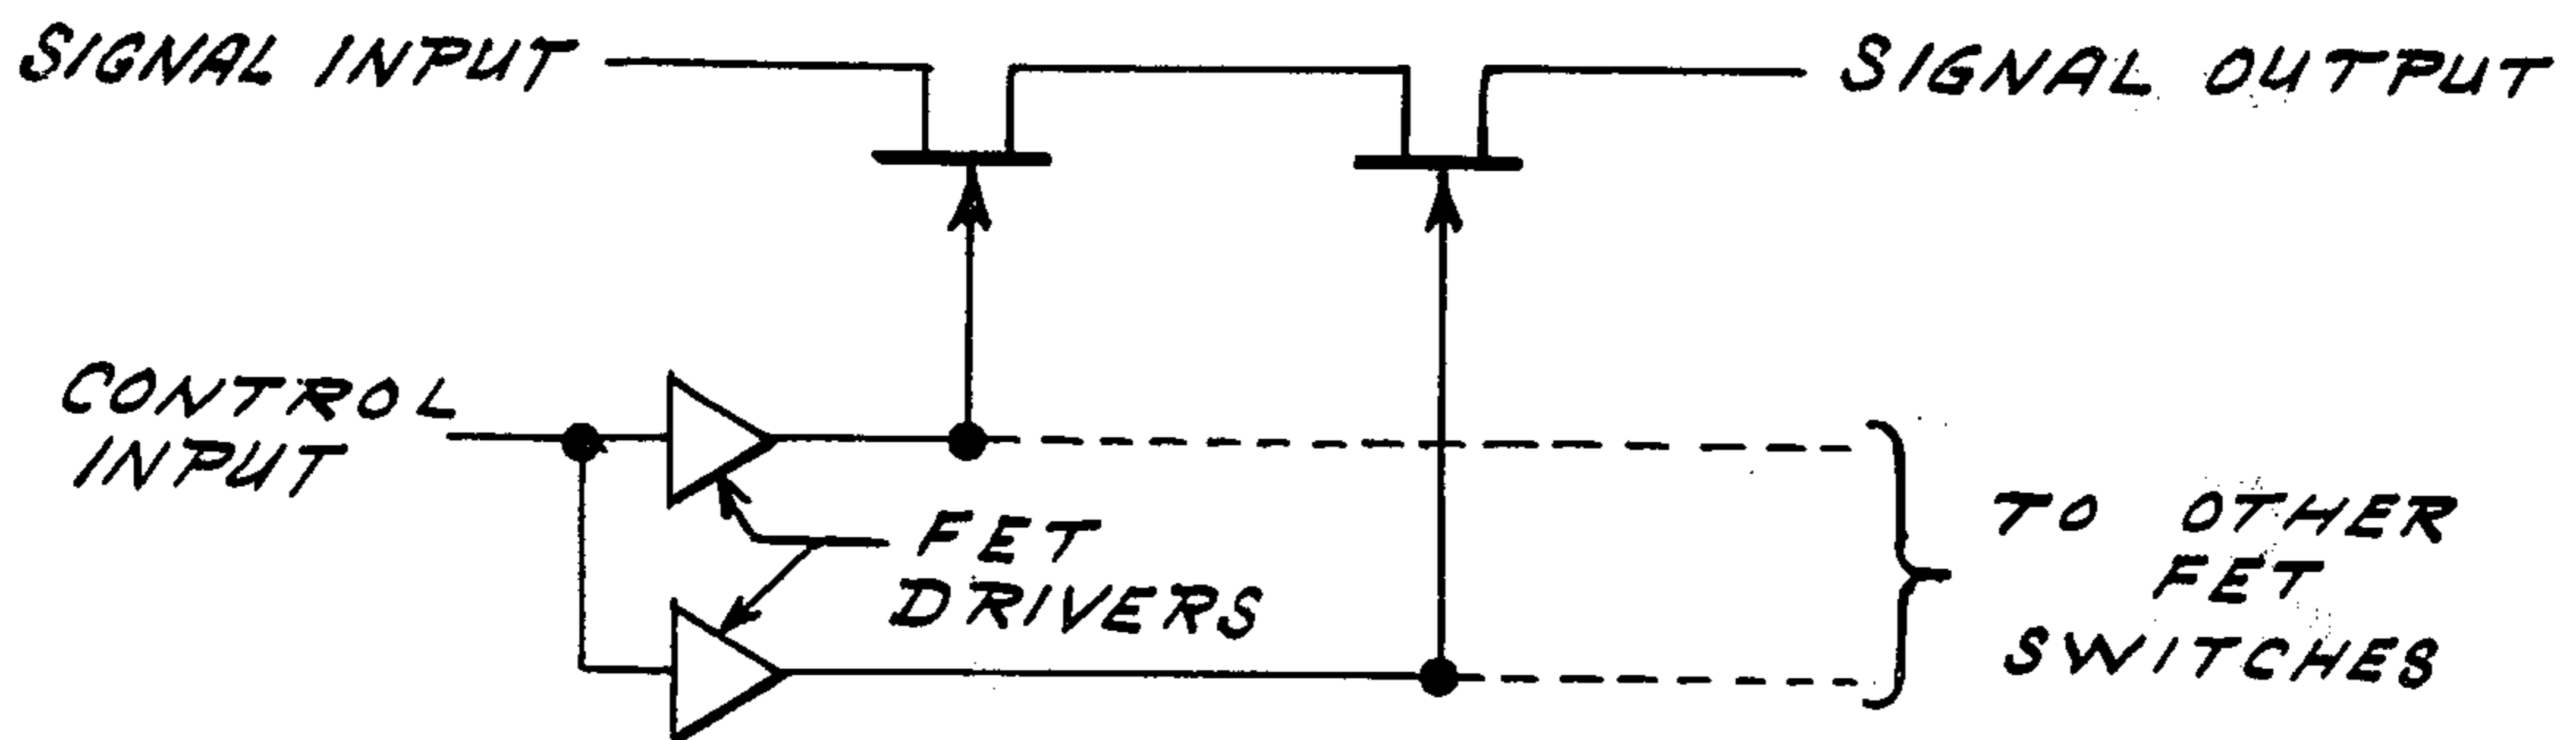 SIGNAL INPUT
SIGNAL OUTPUT
CONTROL
INPUT
FET
DRIVERS
TO OTHER
FET
SWITCHES